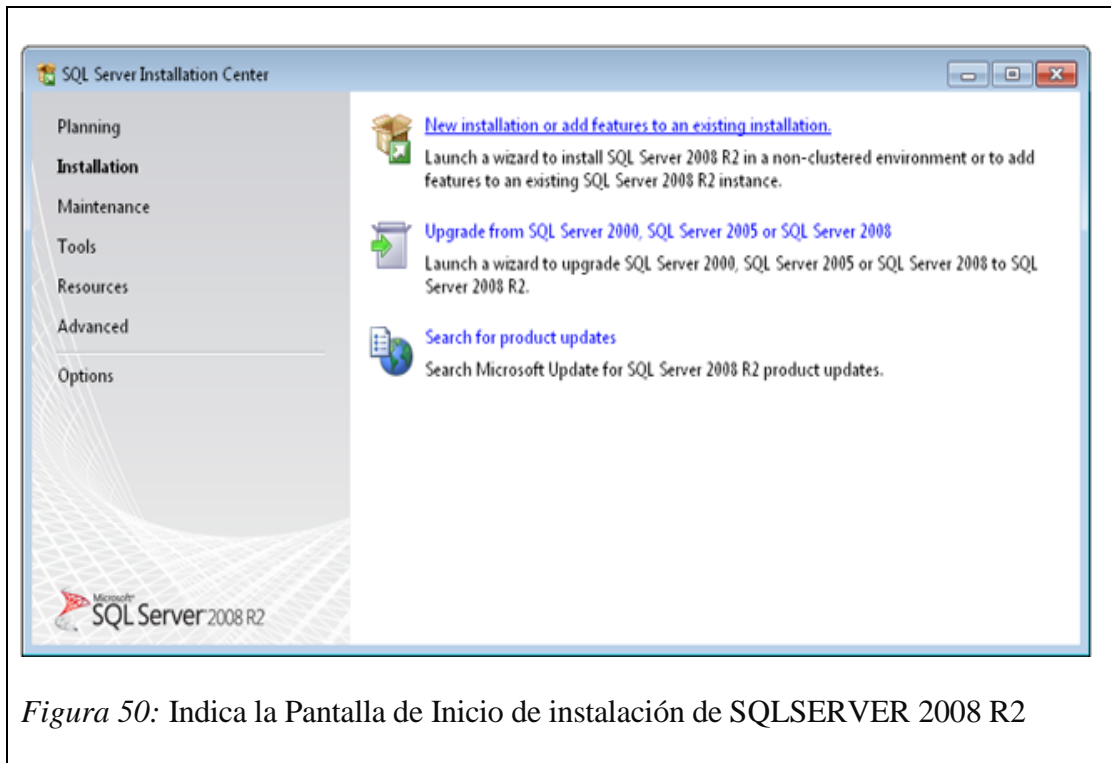 SQL Server Installation Center
Planning
Installation
Maintenance
Tools
Resources
Advanced
Options
New installation or add features to an existing installation.
Launch a wizard to install SQL Server 2008 R2 in a non-clustered environment or to add
features to an existing SQL Server 2008 R2 instance.
Upgrade from SQL Server 2000, SQL Server 2005 or SQL Server 2008
Launch a wizard to upgrade SQL Server 2000, SQL Server 2005 or SQL Server 2008 to SQL
Server 2008 R2.
Search for product updates
Search Microsoft Update for SQL Server 2008 R2 product updates.
Microsoft
SQL Server 2008 R2
Figura 50: Indica la Pantalla de Inicio de instalación de SQLSERVER 2008 R2